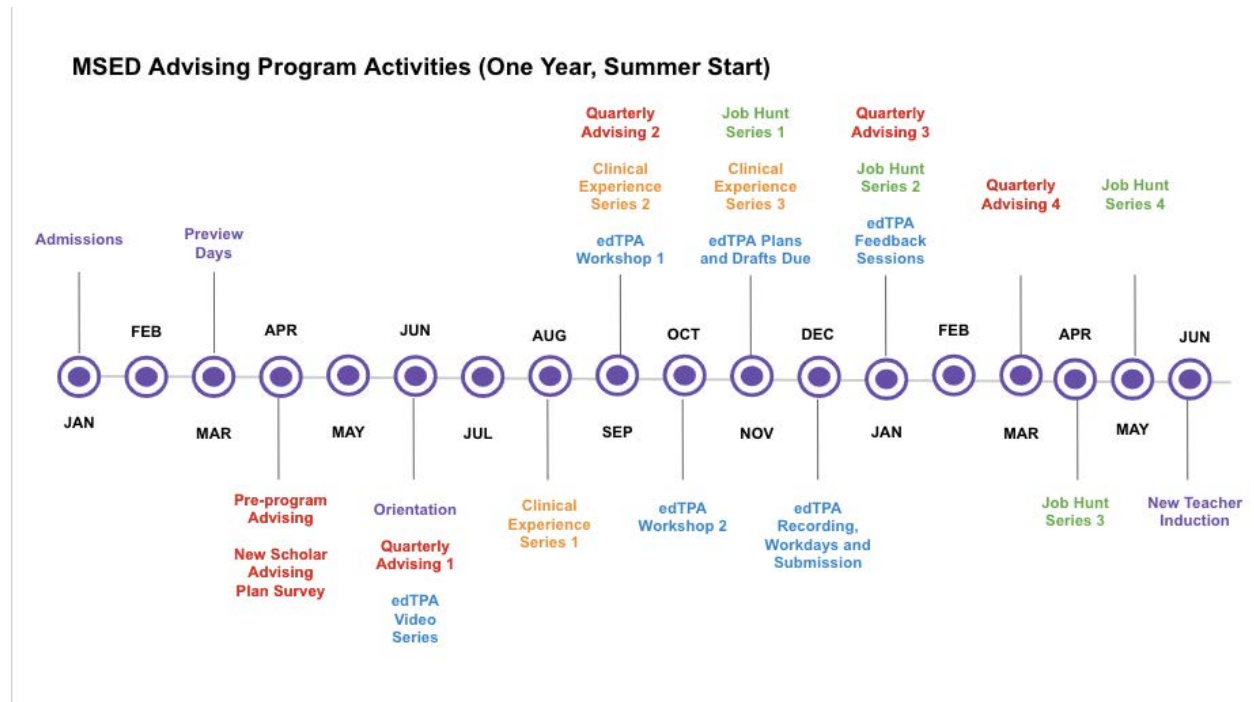 MSED Advising Program Activities (One Year, Summer Start)
Quarterly
Advising 2
Clinical
Experience
Series 2
edTPA
Workshop 1
Job Hunt
Series 1
Clinical
Experience
Series 3
edTPA Plans
and Drafts Due
Quarterly
Advising 3
Job Hunt
Series 2
edTPA
Feedback
Sessions
Quarterly
Advising 4
Job Hunt
Series 4
Admissions
Preview
Days
FEB
APR
JUN
AUG
OCT
DEC
FEB
APR
JUN
JAN
MAR
MAY
JUL
SEP
NOV
JAN
MAR
MAY
Pre-program
Advising
New Scholar
Advising
Plan Survey
Orientation
Quarterly
Advising 1
edTPA
Video
Series
Clinical
Experience
Series 1
edTPA
Workshop 2
edTPA
Recording,
Workdays and
Submission
Job Hunt
Series 3
New Teacher
Induction